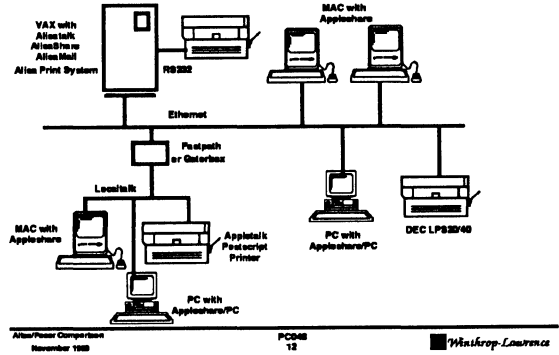 VAX with
Alisatalk
AlisaShare
AlisaMail
Alisa Print System
RS232
MAC with
Appleshare
Ethernet
Fastpath
or Gatorbox
Localtalk
MAC with
Appleshare
Appletalk
Postscript
Printer
PC with
Appleshare/PC
PC with
Appleshare/PC
DEC LPS20/40
Comparison
November
PC046
12
Winthrop-Lawrence